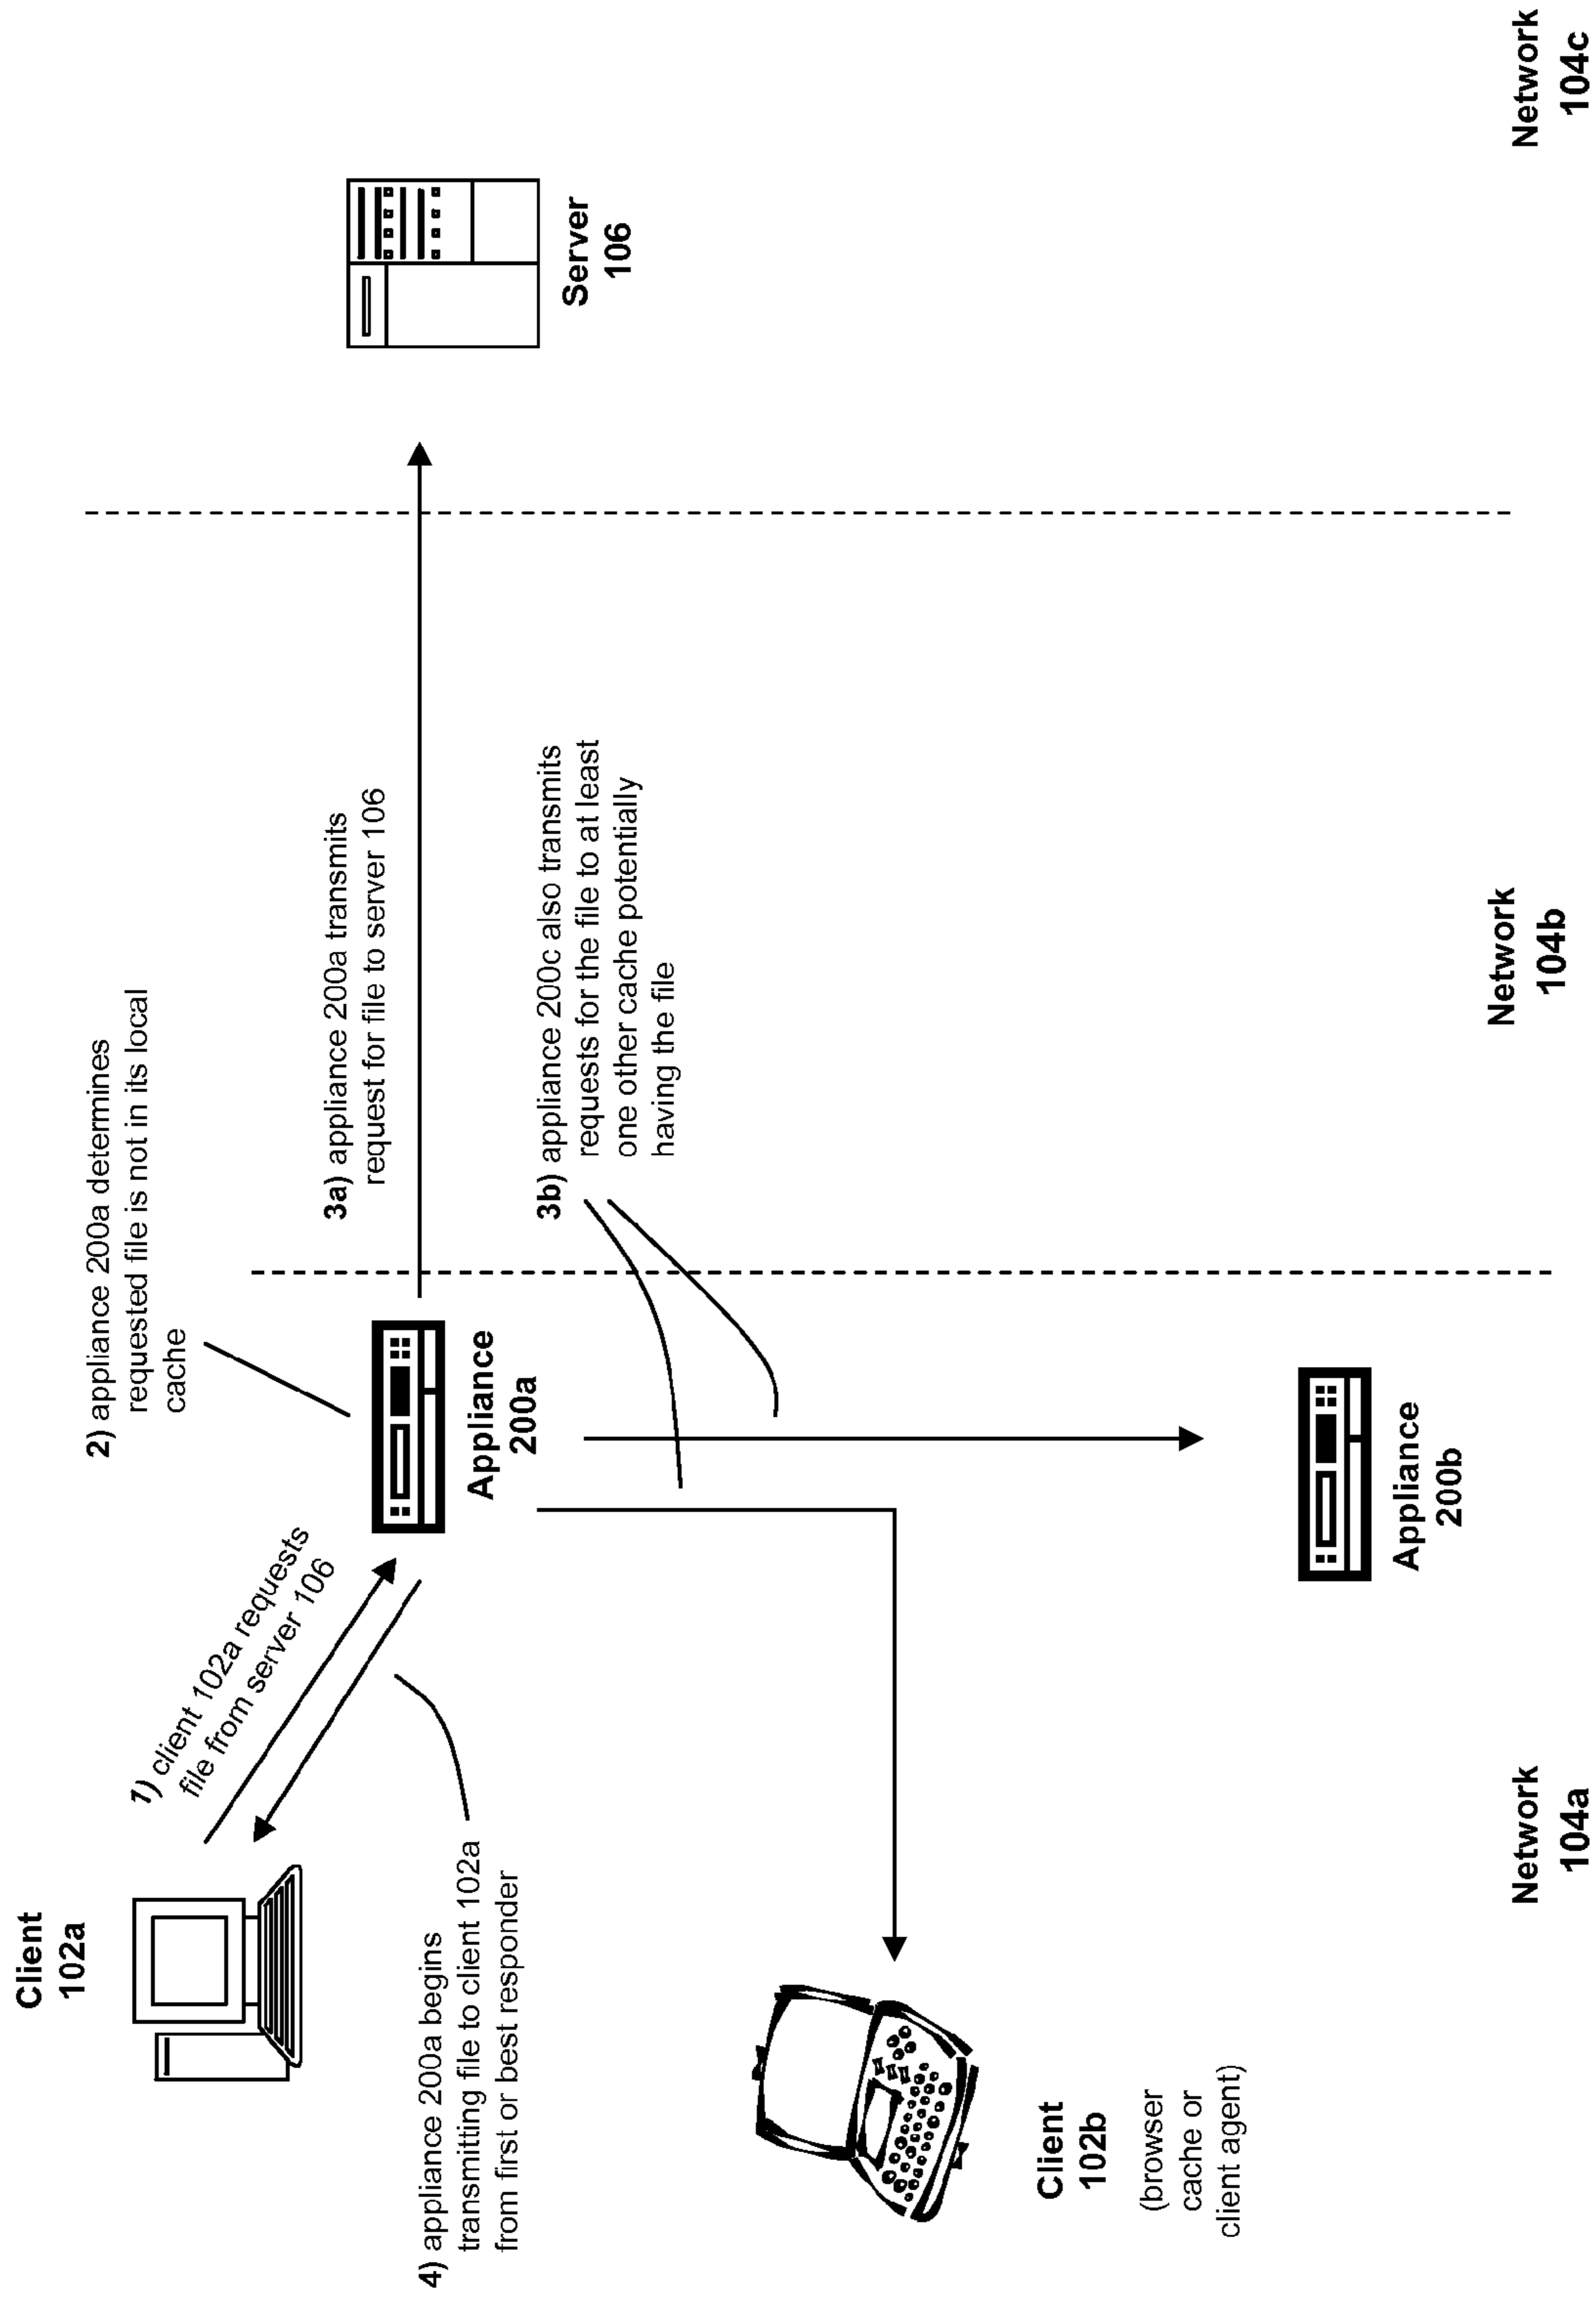 Client
102a
1) client 102a requests
file from server 106
2) appliance 200a determines
requested file is not in its local
cache
Appliance
200a
3a) appliance 200a transmits
request for file to server 106
Server
106
3b) appliance 200c also transmits
requests for the file to at least
one other cache potentially
having the file
4) appliance 200a begins
transmitting file to client 102a
from first or best responder
Client
102b
(browser
cache or
client agent)
Appliance
200b
Network
104a
Network
104b
Network
104c